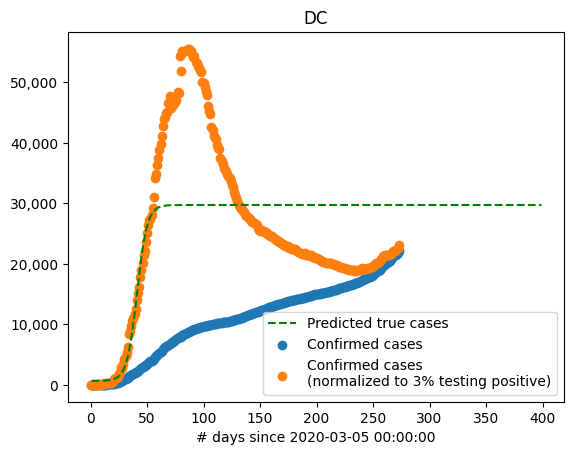 DC
50,000
40,000
30,000
20,000
10,000
0
Predicted true cases
Confirmed cases
Confirmed cases
(normalized to 3% testing positive)
0 50 100 150 200 250 300 350 400
# days since 2020-03-05 00:00:00